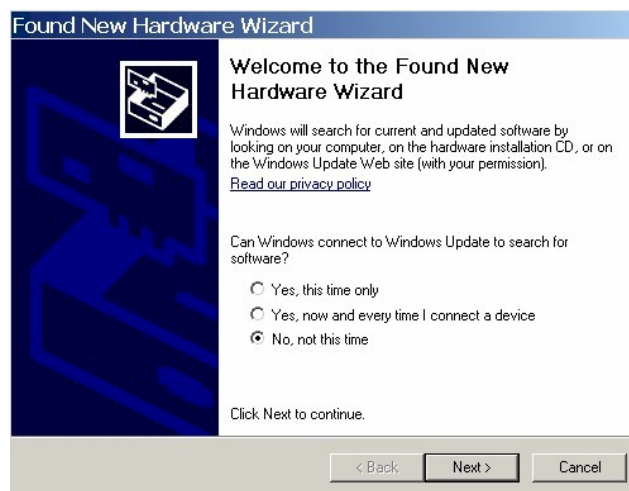 Found New Hardware Wizard
Welcome to the Found New
Hardware Wizard
Windows will search for current and updated software by
looking on your computer, on the hardware installation CD, or on
the Windows Update Web site (with your permission).
Read our privacy policy
Can Windows connect to Windows Update to search for
software?
Yes, this time only
Yes, now and every time I connect a device
No, not this time
Click Next to continue.
< Back
Next >
Cancel